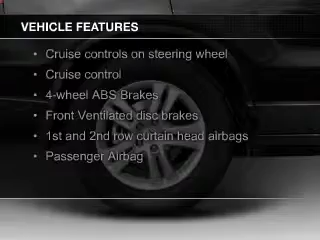 VEHICLE FEATURES
• Cruise controls on steering wheel
• Cruise control
• 4-wheel ABS Brakes
• Front Ventilated disc brakes
• 1st and 2nd row curtain head airbags
• Passenger Airbag